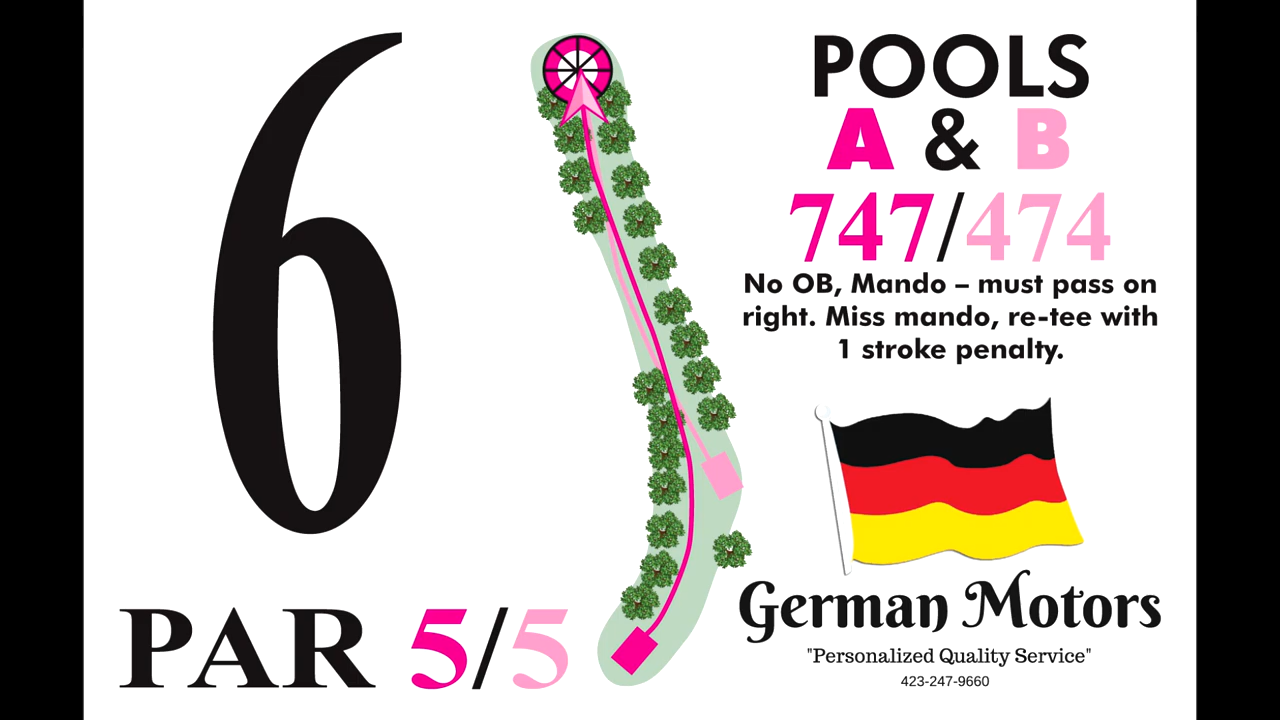 6
PAR 5/5
POOLS
A & B
747/474
No OB, Mando – must pass on
right. Miss mando, re-tee with
1 stroke penalty.
German Motors
"Personalized Quality Service"
423-247-9660